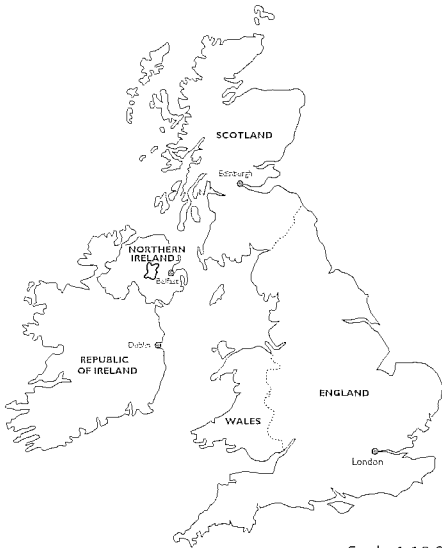 SCOTLAND
Edinburgh
NORTHERN
IRELAND
Belfast
Dublin
REPUBLIC
OF IRELAND
ENGLAND
WALES
London